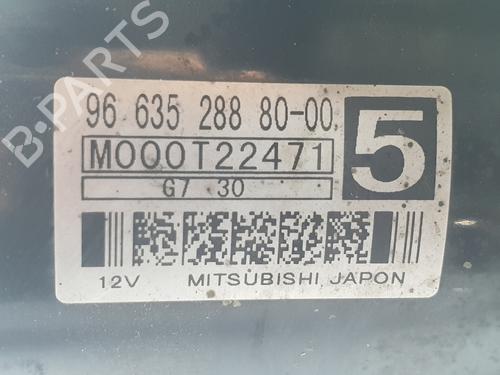 96 635 288 80-00
5
M000T22471
G7 30
12V MITSUBISHI JAPON
B-PARTS